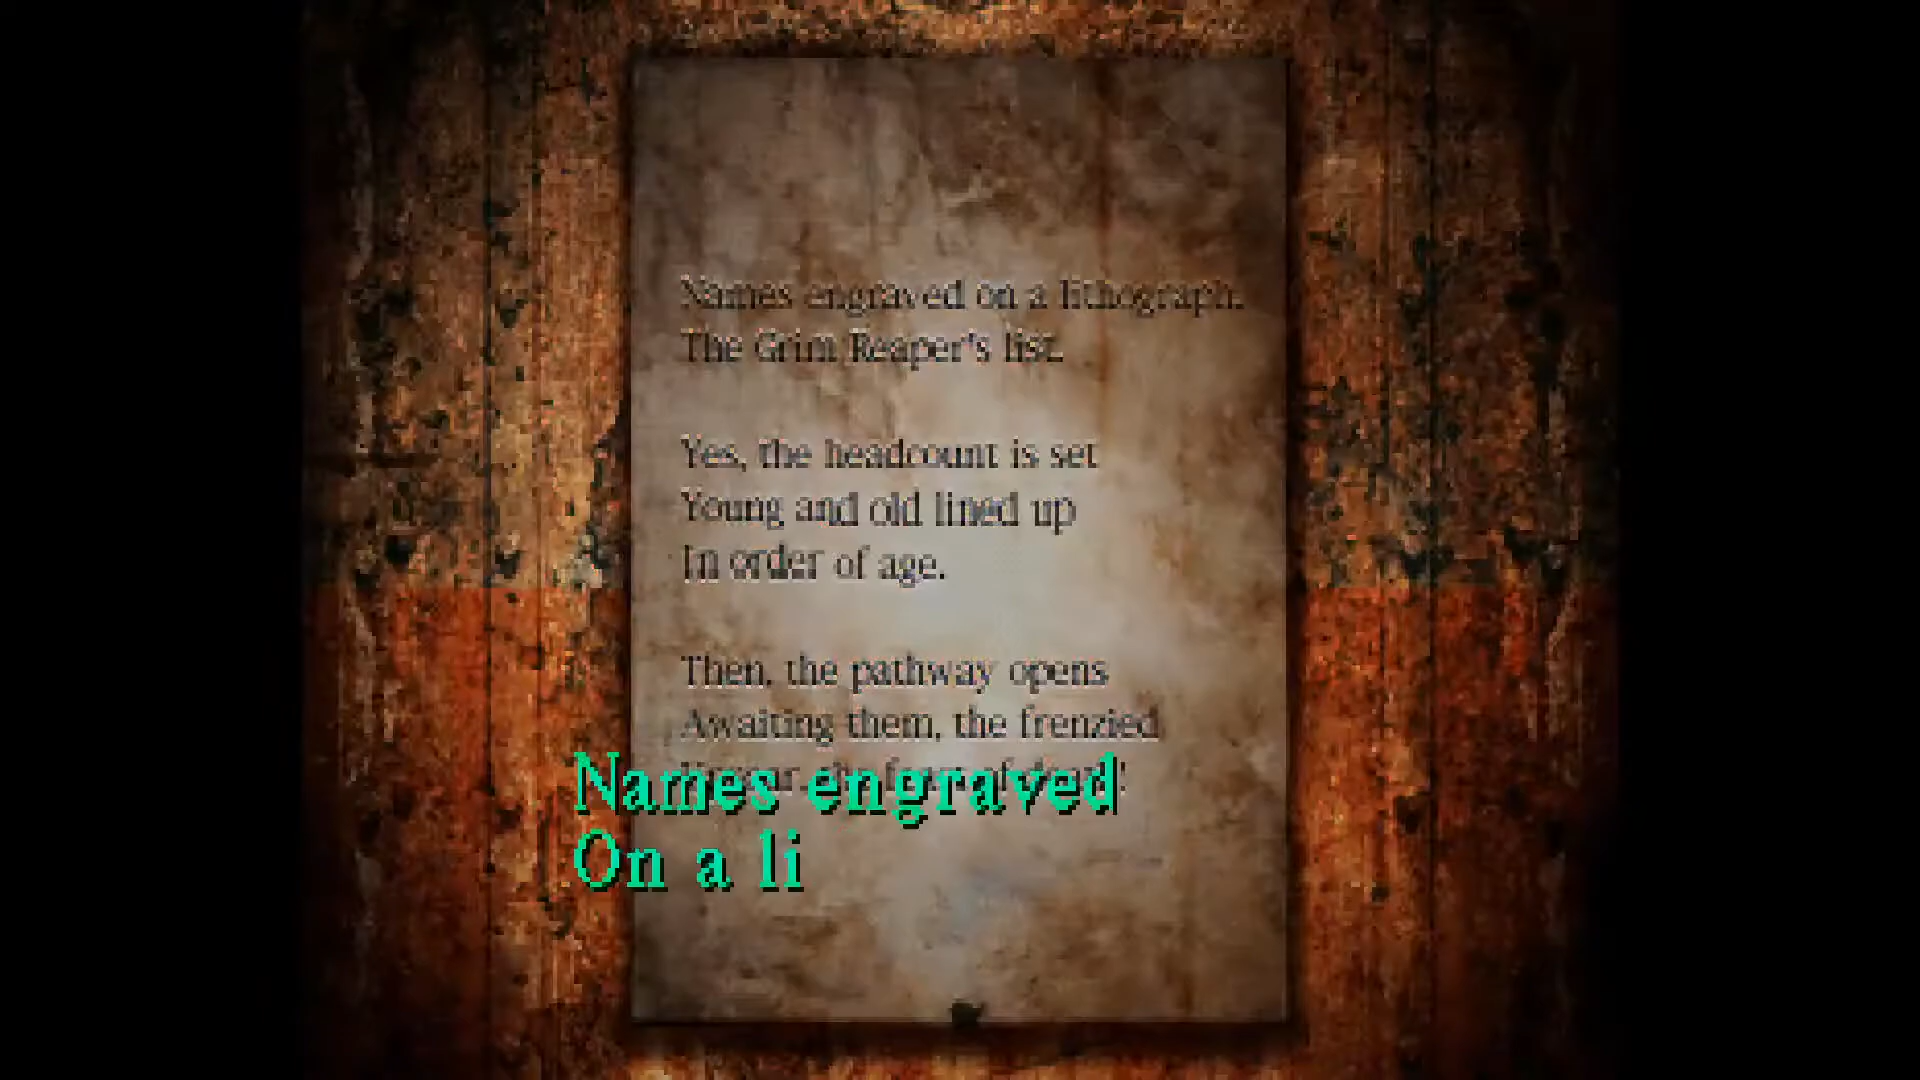 Names engraved on a lithograph.
The Grim Reaper's list.
Yes, the headcount is set
Young and old lined up
In order of age.
Then, the pathway opens
Awaiting them, the frenzied
Names engraved
On a li